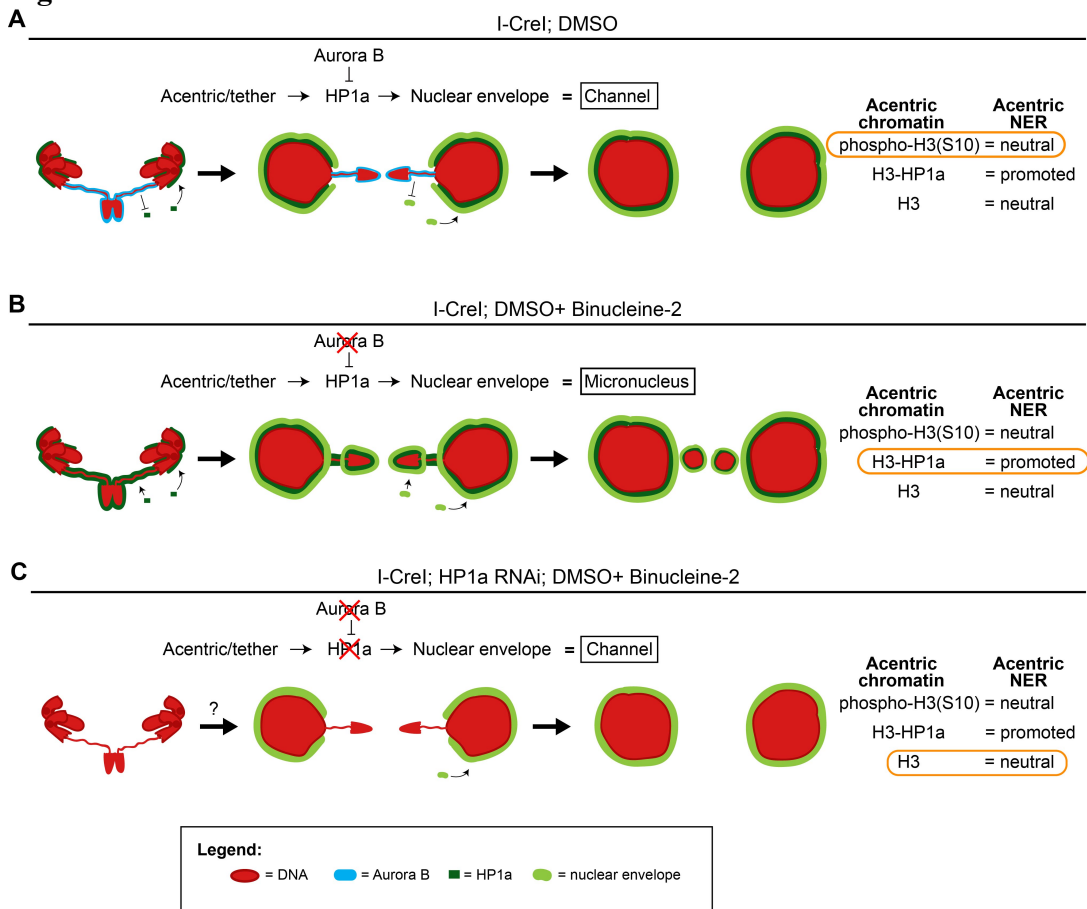 A
I-CreI; DMSO
Aurora B
Acentric/tether → HP1a → Nuclear envelope = Channel
Acentric chromatin Acentric NER
phospho-H3(S10) = neutral
H3-HP1a = promoted
H3 = neutral
B
I-CreI; DMSO+ Binucleine-2
Aurora B
Acentric/tether → HP1a → Nuclear envelope = Micronucleus
Acentric chromatin Acentric NER
phospho-H3(S10) = neutral
H3-HP1a = promoted
H3 = neutral
C
I-CreI; HP1a RNAi; DMSO+ Binucleine-2
Aurora B
Acentric/tether → HP1a → Nuclear envelope = Channel
?
Acentric chromatin Acentric NER
phospho-H3(S10) = neutral
H3-HP1a = promoted
H3 = neutral
Legend:
= DNA = Aurora B = HP1a = nuclear envelope